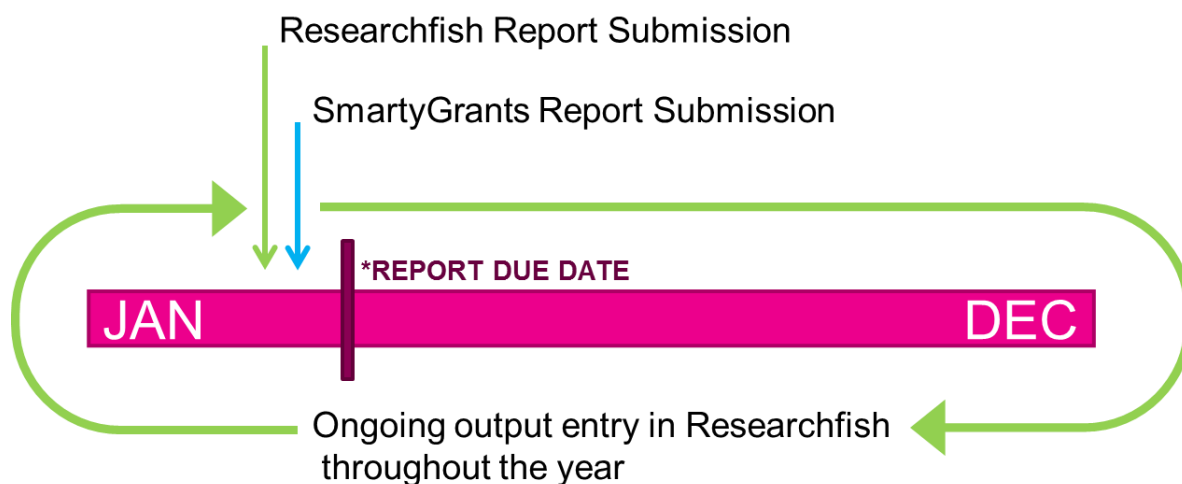 Researchfish Report Submission
SmartyGrants Report Submission
*REPORT DUE DATE
JAN
DEC
Ongoing output entry in Researchfish
throughout the year